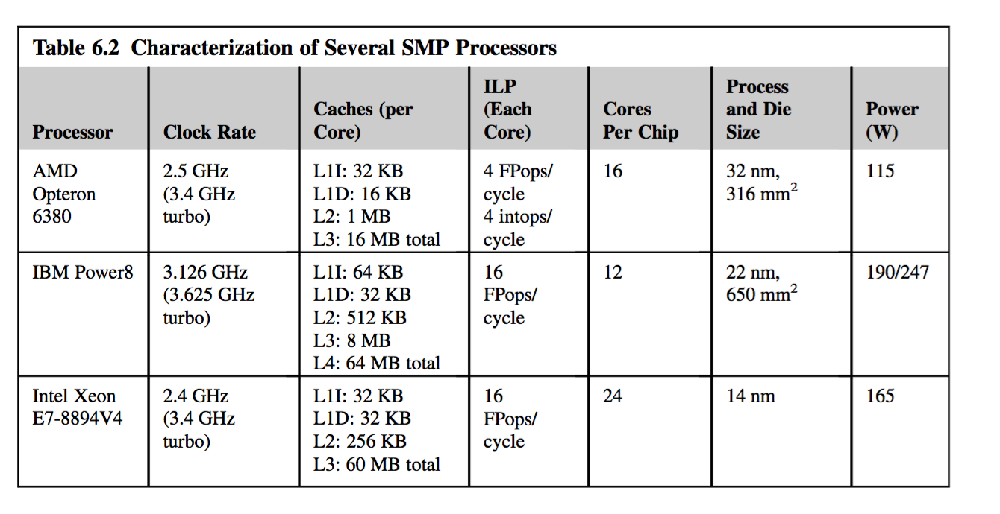 Table 6.2 Characterization of Several SMP Processors
Processor
Clock Rate
Caches (per
Core)
ILP
(Each
Core)
Cores
Per Chip
Process
and Die
Size
Power
(W)
AMD
Opteron
6380
2.5 GHz
(3.4 GHz
turbo)
L1I: 32 KB
L1D: 16 KB
L2: 1 MB
L3: 16 MB total
4 FPops/
cycle
4 intops/
cycle
16
32 nm,
316 mm²
115
IBM Power8
3.126 GHz
(3.625 GHz
turbo)
L1I: 64 KB
L1D: 32 KB
L2: 512 KB
L3: 8 MB
L4: 64 MB total
16
FPops/
cycle
12
22 nm,
650 mm²
190/247
Intel Xeon
E7-8894V4
2.4 GHz
(3.4 GHz
turbo)
L1I: 32 KB
L1D: 32 KB
L2: 256 KB
L3: 60 MB total
16
FPops/
cycle
24
14 nm
165